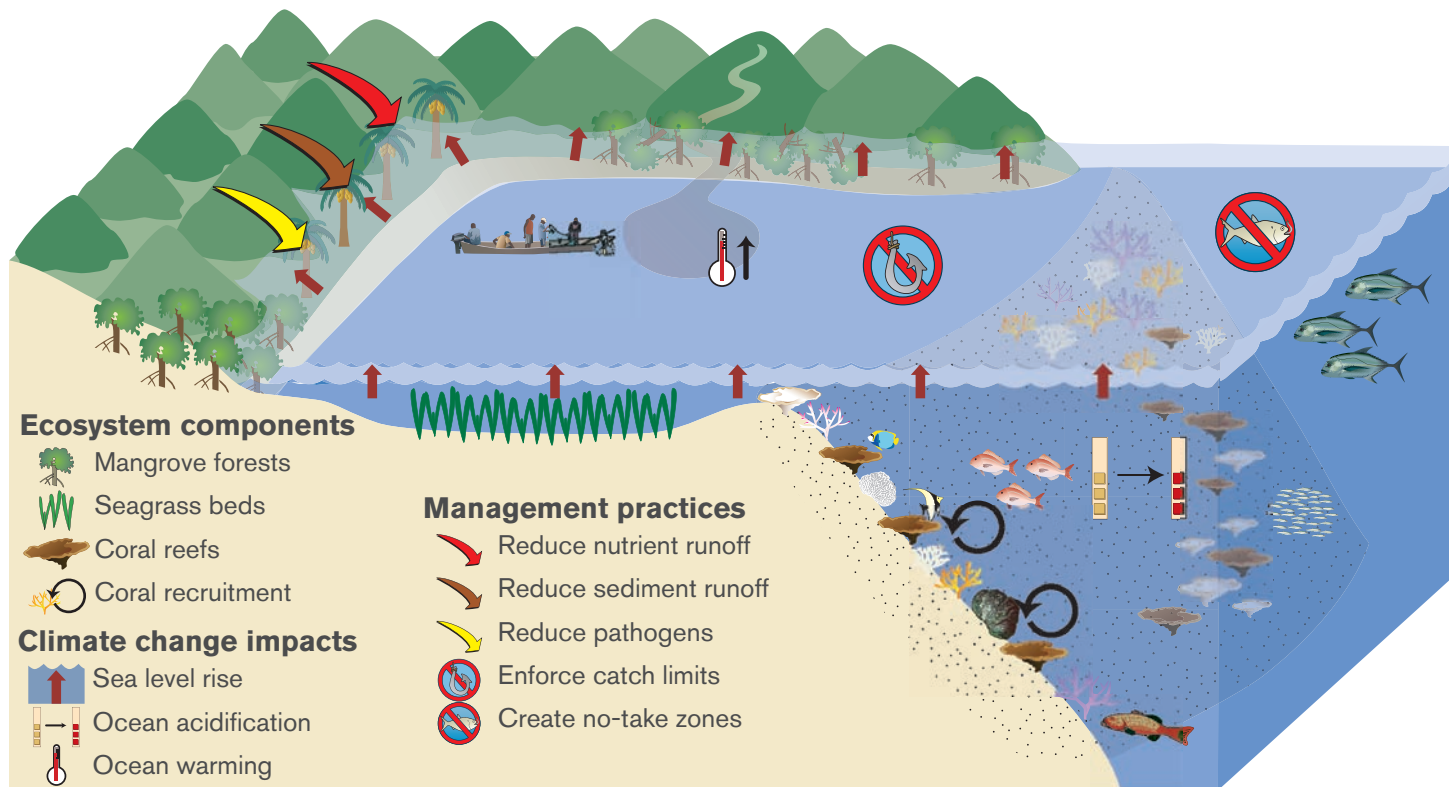 Ecosystem components
Mangrove forests
Seagrass beds
Coral reefs
Coral recruitment
Climate change impacts
Sea level rise
Ocean acidification
Ocean warming
Management practices
Reduce nutrient runoff
Reduce sediment runoff
Reduce pathogens
Enforce catch limits
Create no-take zones